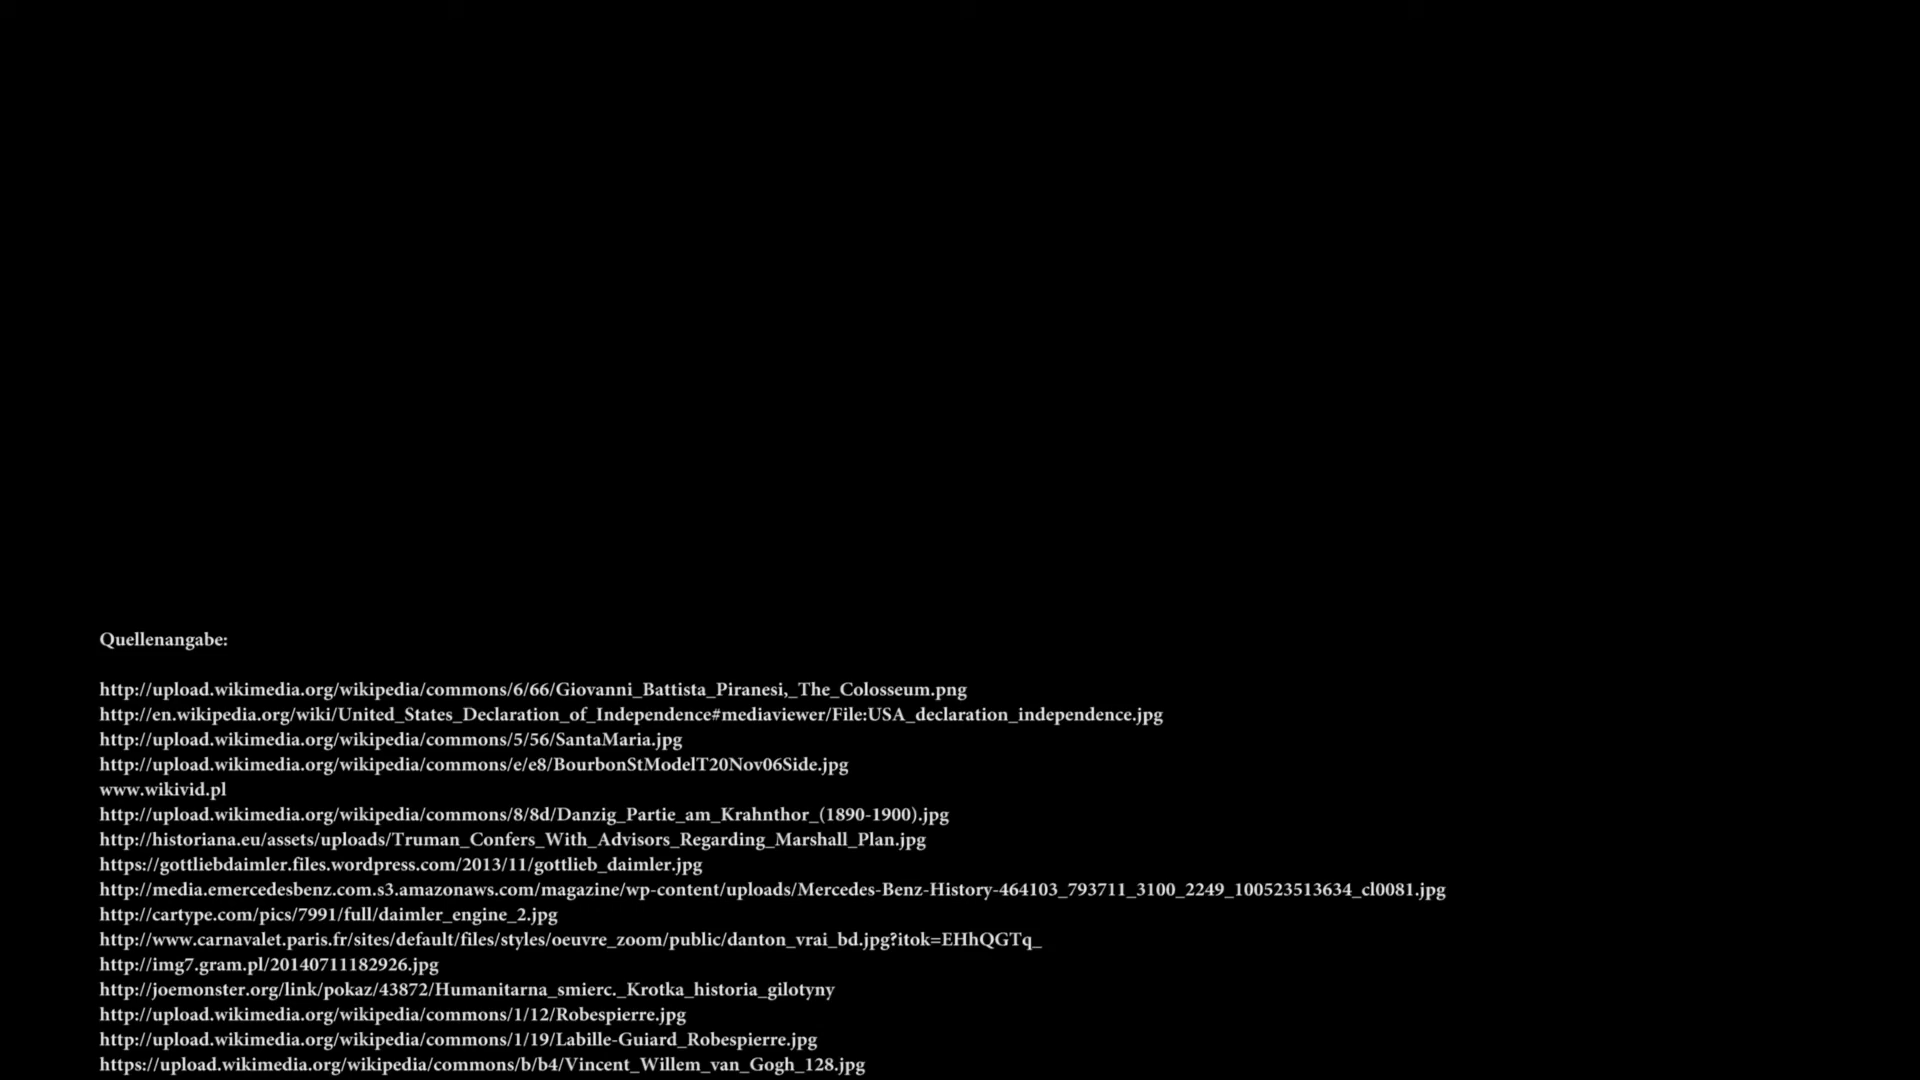 Quellenangabe:
http://upload.wikimedia.org/wikipedia/commons/6/66/Giovanni_Battista_Piranesi,_The_Colosseum.png
http://en.wikipedia.org/wiki/United_States_Declaration_of_Independence#mediaviewer/File:USA_declaration_independence.jpg
http://upload.wikimedia.org/wikipedia/commons/5/56/SantaMaria.jpg
http://upload.wikimedia.org/wikipedia/commons/e/e8/BourbonStModelT20Nov06Side.jpg
www.wikivid.pl
http://upload.wikimedia.org/wikipedia/commons/8/8d/Danzig_Partie_am_Krahnthor_(1890-1900).jpg
http://historiana.eu/assets/uploads/Truman_Confers_With_Advisors_Regarding_Marshall_Plan.jpg
https://gottliebdaimler.files.wordpress.com/2013/11/gottlieb_daimler.jpg
http://media.emercedesbenz.com.s3.amazonaws.com/magazine/wp-content/uploads/Mercedes-Benz-History-464103_793711_3100_2249_100523513634_cl0081.jpg
http://cartype.com/pics/7991/full/daimler_engine_2.jpg
http://www.carnavalet.paris.fr/sites/default/files/styles/oeuvre_zoom/public/danton_vrai_bd.jpg?itok=EHhQGTq_
http://img7.gram.pl/20140711182926.jpg
http://joemonster.org/link/pokaz/43872/Humanitarna_smierc._Krotka_historia_gilotyny
http://upload.wikimedia.org/wikipedia/commons/1/12/Robespierre.jpg
http://upload.wikimedia.org/wikipedia/commons/1/19/Labille-Guiard_Robespierre.jpg
https://upload.wikimedia.org/wikipedia/commons/b/b4/Vincent_Willem_van_Gogh_128.jpg